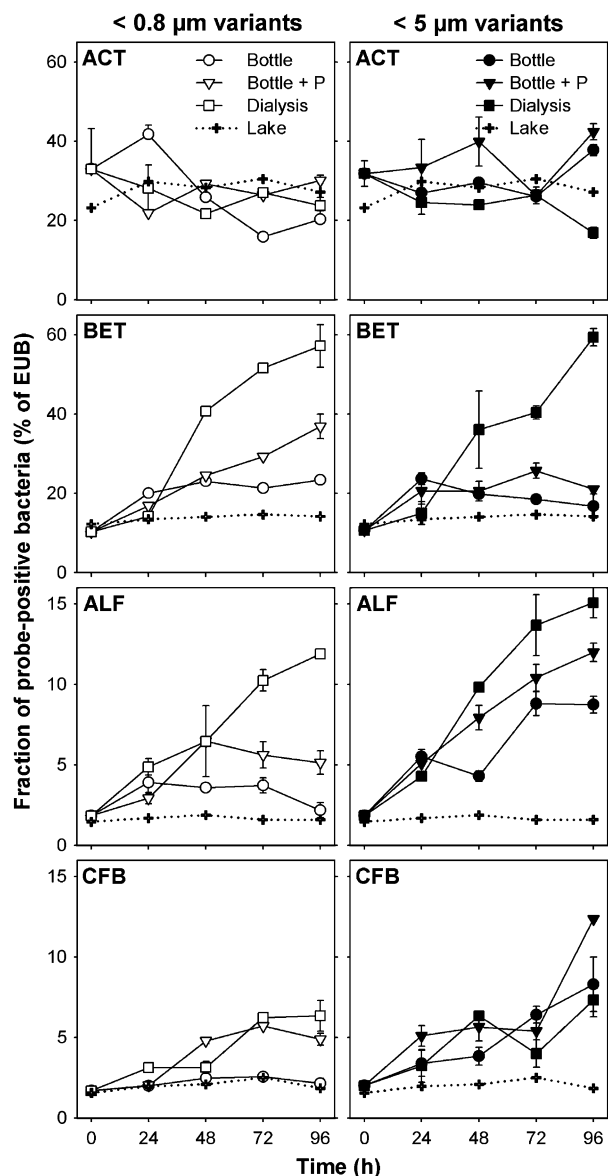 < 0.8 µm variants
< 5 µm variants
ACT
Bottle
Bottle + P
Dialysis
Lake
ACT
Bottle
Bottle + P
Dialysis
Lake
60
40
20
0
BET
BET
60
40
20
0
ALF
ALF
15
10
5
0
CFB
CFB
15
10
5
0
0 24 48 72 96
0 24 48 72 96
Fraction of probe-positive bacteria (% of EUB)
Time (h)